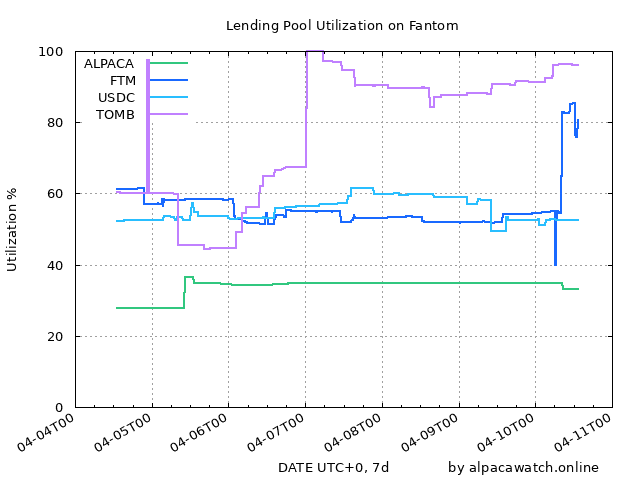 Lending Pool Utilization on Fantom
100
80
60
40
20
0
Utilization %
ALPACA
FTM
USDC
TOMB
04-04T00
04-05T00
04-06T00
04-07T00
04-08T00
04-09T00
04-10T00
04-11T00
DATE UTC+0, 7d by alpacawatch.online